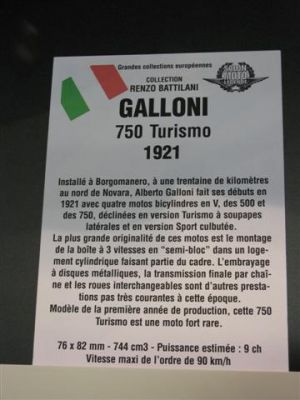 Grandes collections européennes
COLLECTION
RENZO BATTILANI
SALON
MOTO
LEGENDE
GALLONI
750 Turismo
1921
Installé à Borgomanero, à une trentaine de kilomètres
au nord de Novara, Alberto Galloni fait ses débuts en
1921 avec quatre motos bicylindres en V, des 500 et
des 750, déclinées en version Turismo à soupapes
latérales et en version Sport culbutée.
La plus grande originalité de ces motos est le montage
de la boîte à 3 vitesses en "semi-bloc" dans un loge-
ment cylindrique faisant partie du cadre. L'embrayage
à disques métalliques, la transmission finale par chaî-
ne et les roues interchangeables sont d'autres presta-
tions pas très courantes à cette époque.
Modèle de la première année de production, cette 750
Turismo est une moto fort rare.
76 x 82 mm - 744 cm3 - Puissance estimée : 9 ch
Vitesse maxi de l'ordre de 90 km/h